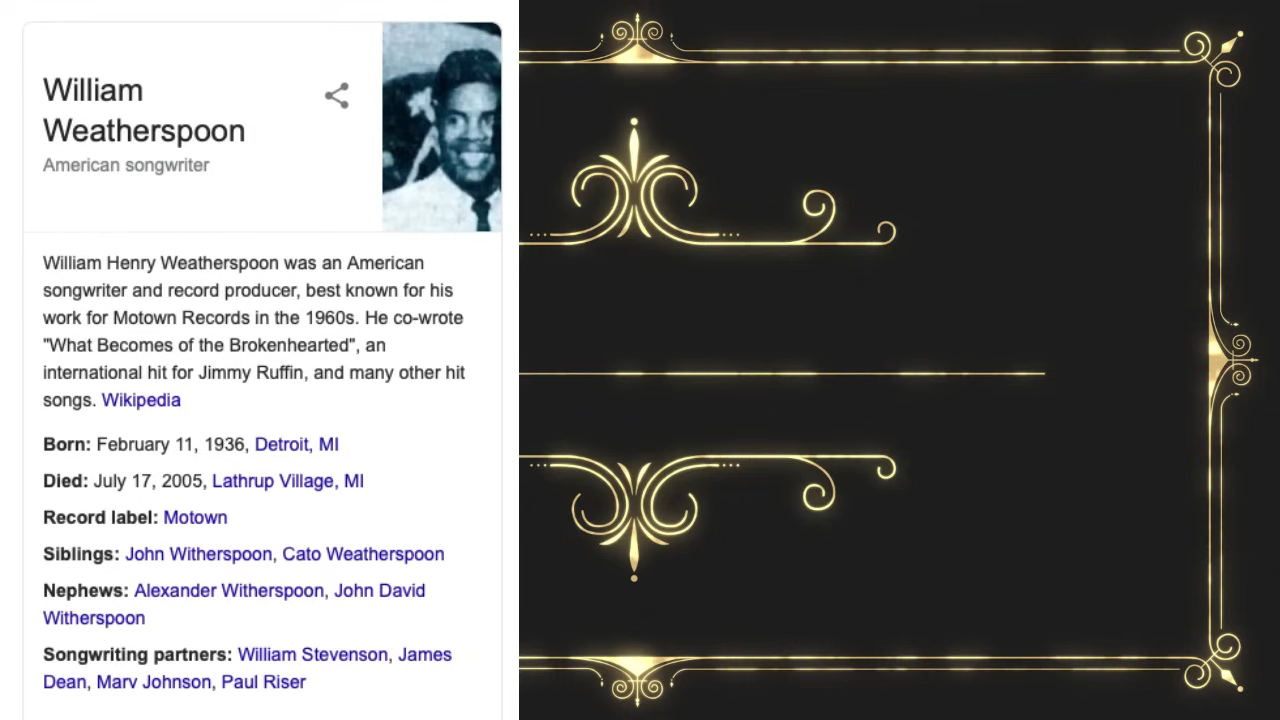 William
Weatherspoon
American songwriter
William Henry Weatherspoon was an American
songwriter and record producer, best known for his
work for Motown Records in the 1960s. He co-wrote
"What Becomes of the Brokenhearted", an
international hit for Jimmy Ruffin, and many other hit
songs. Wikipedia
Born: February 11, 1936, Detroit, MI
Died: July 17, 2005, Lathrup Village, MI
Record label: Motown
Siblings: John Witherspoon, Cato Weatherspoon
Nephews: Alexander Witherspoon, John David
Witherspoon
Songwriting partners: William Stevenson, James
Dean, Marv Johnson, Paul Riser